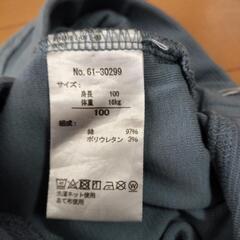 No. 61-30299
サイズ:
身長 100
体重 16kg
100
組成:
綿 97%
ポリウレタン 3%
洗濯ネット使用
あて布使用